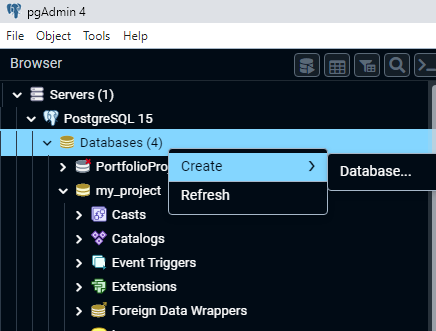 pgAdmin 4
File Object Tools Help
Browser
Servers (1)
PostgreSQL 15
Databases (4)
PortfolioPro
Create
Database...
my_project
Refresh
Casts
Catalogs
Event Triggers
Extensions
Foreign Data Wrappers